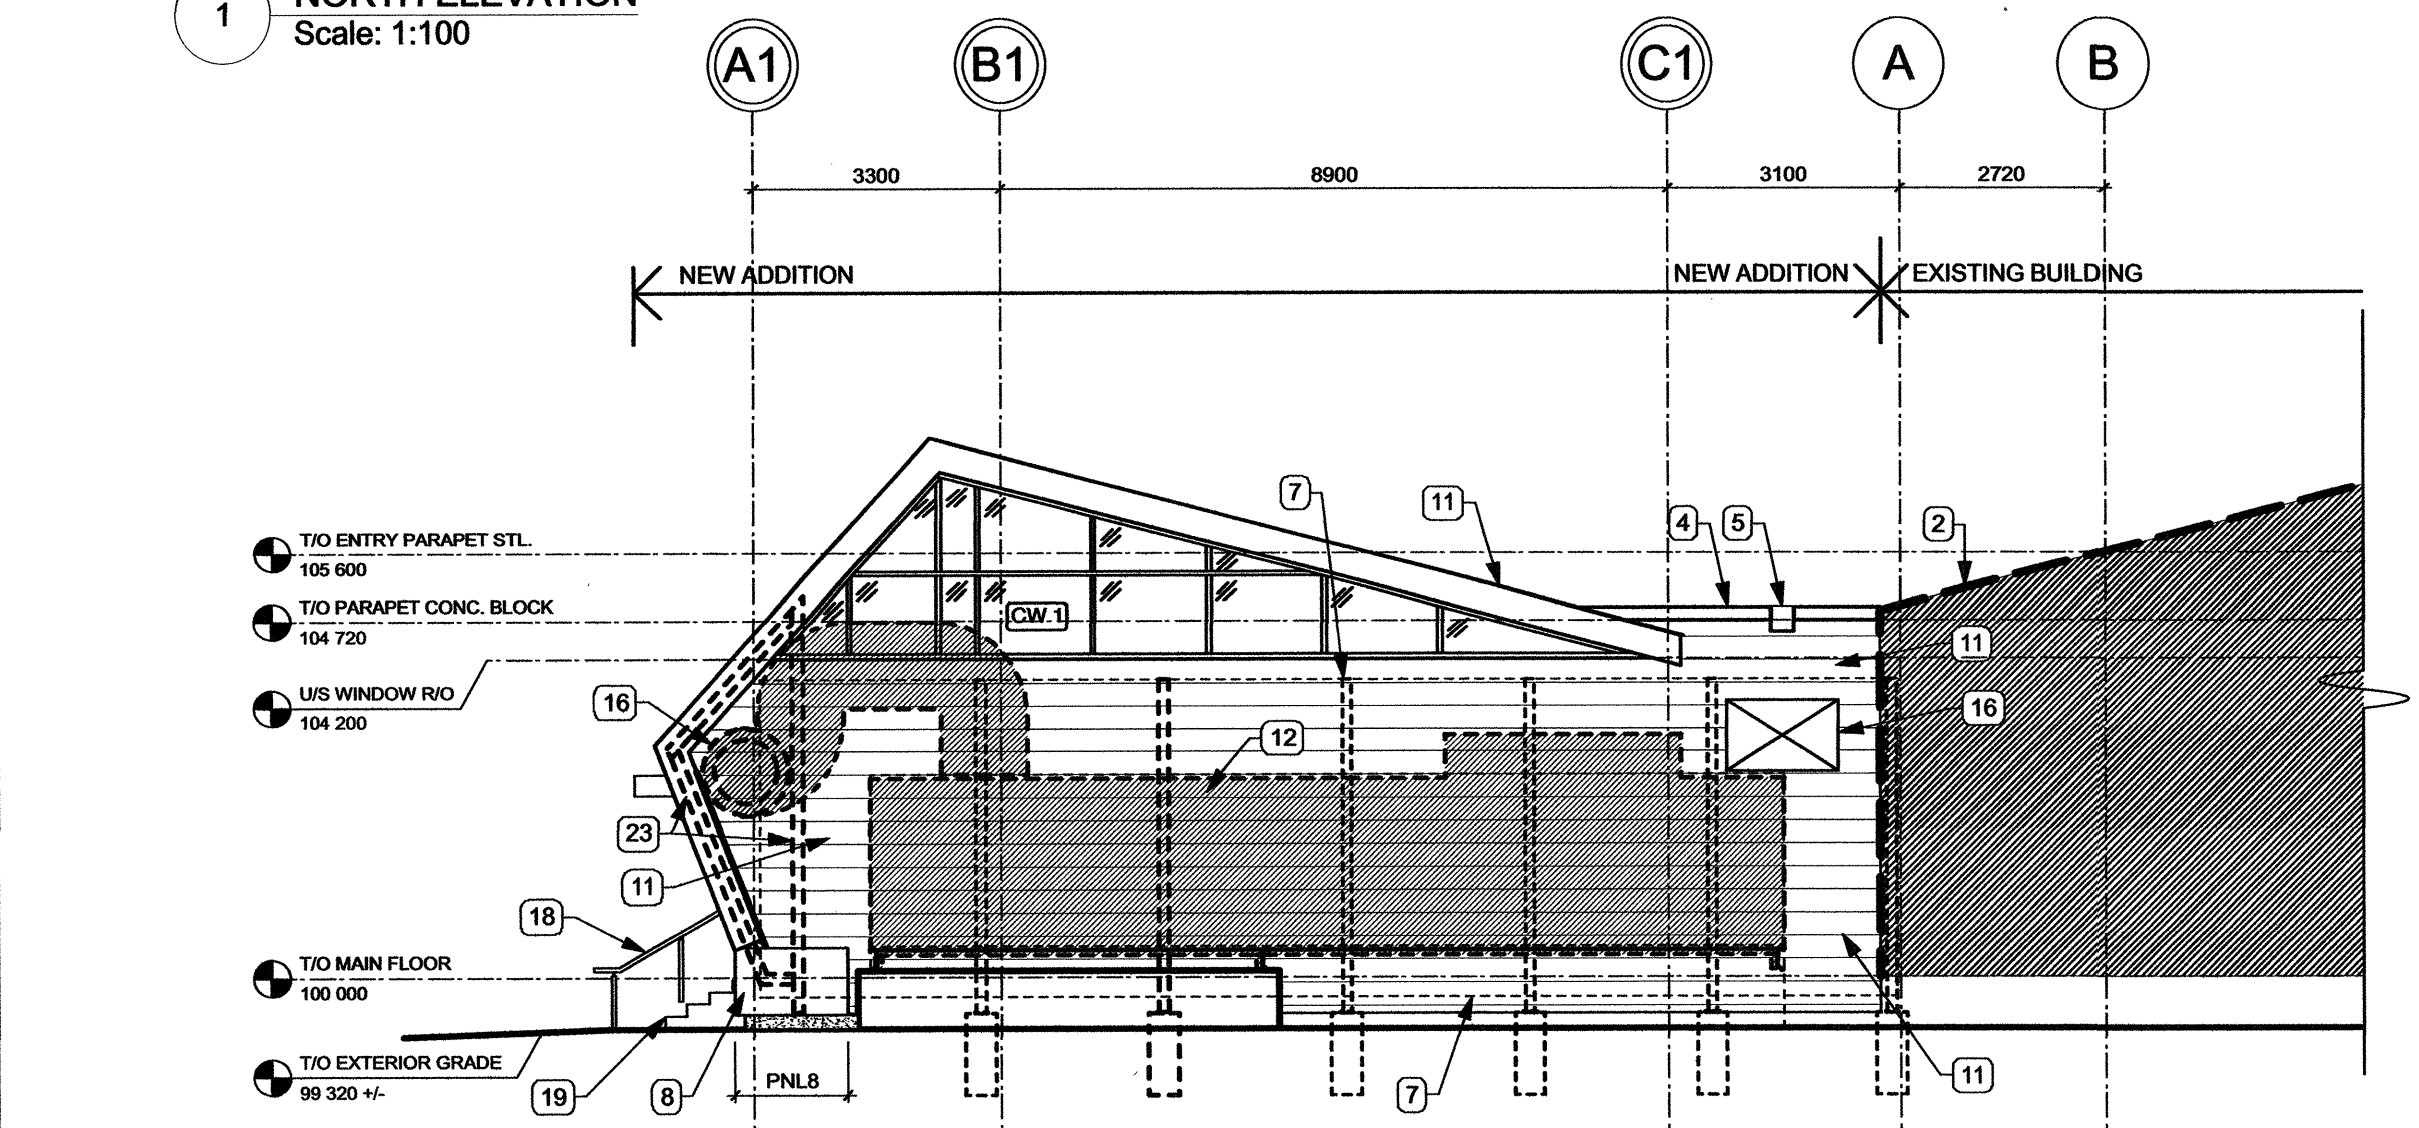 1
NORTH ELEVATION
Scale: 1:100
A1
B1
C1
A
B
3300
8900
3100
2720
NEW ADDITION
NEW ADDITION
EXISTING BUILDING
7
11
4
5
2
T/O ENTRY PARAPET STL.
105 600
T/O PARAPET CONC. BLOCK
104 720
CW 1
11
U/S WINDOW R/O
104 200
16
16
12
23
11
18
T/O MAIN FLOOR
100 000
T/O EXTERIOR GRADE
99 320 +/-
19
8
PNL8
7
11